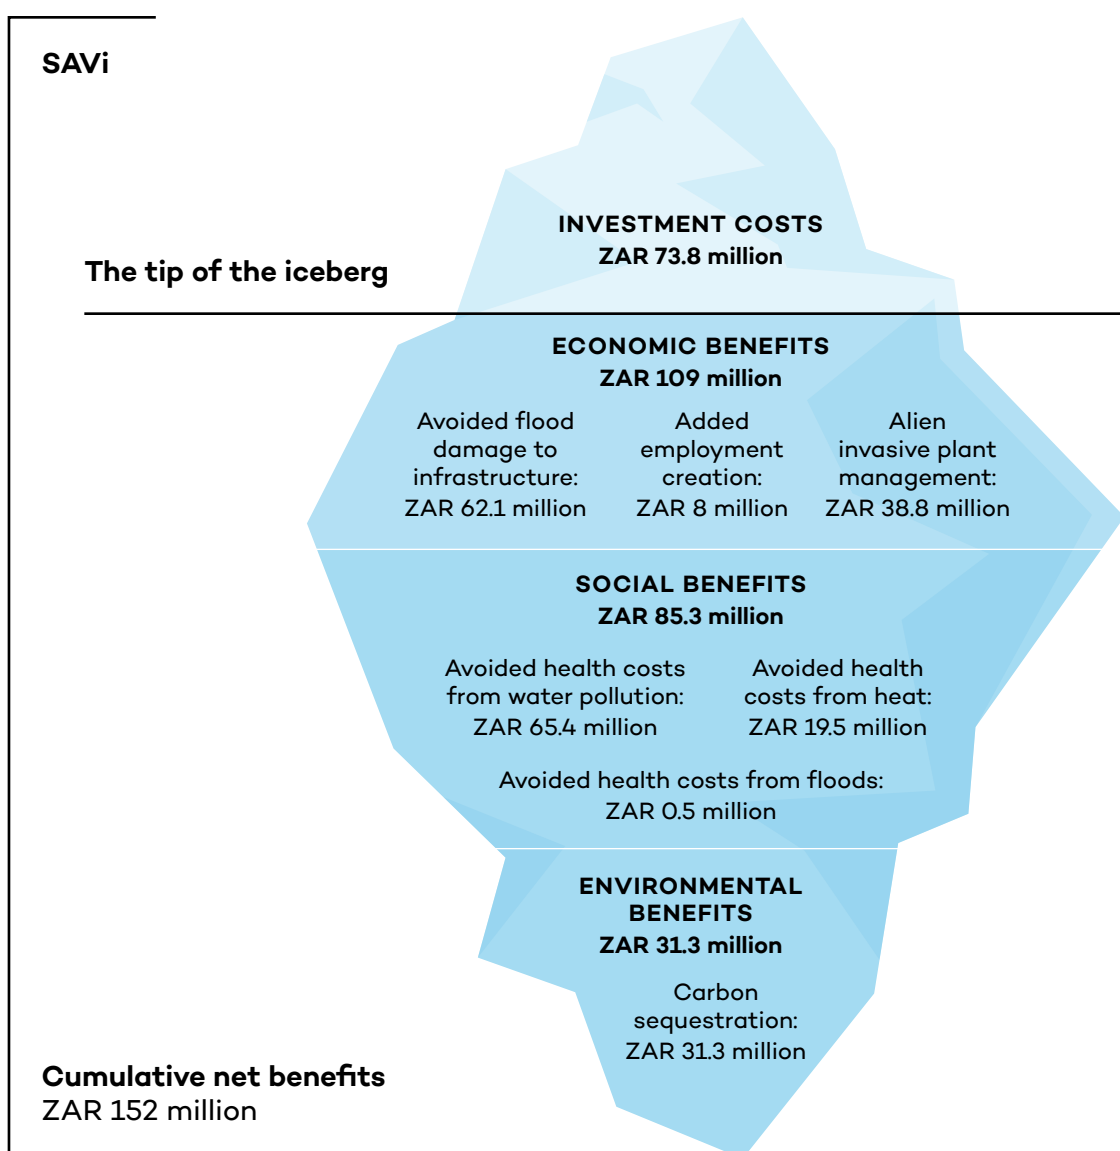 SAVi
INVESTMENT COSTS
ZAR 73.8 million
The tip of the iceberg
ECONOMIC BENEFITS
ZAR 109 million
Avoided flood
damage to
infrastructure:
ZAR 62.1 million
Added
employment
creation:
ZAR 8 million
Alien
invasive plant
management:
ZAR 38.8 million
SOCIAL BENEFITS
ZAR 85.3 million
Avoided health costs
from water pollution:
ZAR 65.4 million
Avoided health
costs from heat:
ZAR 19.5 million
Avoided health costs from floods:
ZAR 0.5 million
ENVIRONMENTAL
BENEFITS
ZAR 31.3 million
Carbon
sequestration:
ZAR 31.3 million
Cumulative net benefits
ZAR 152 million